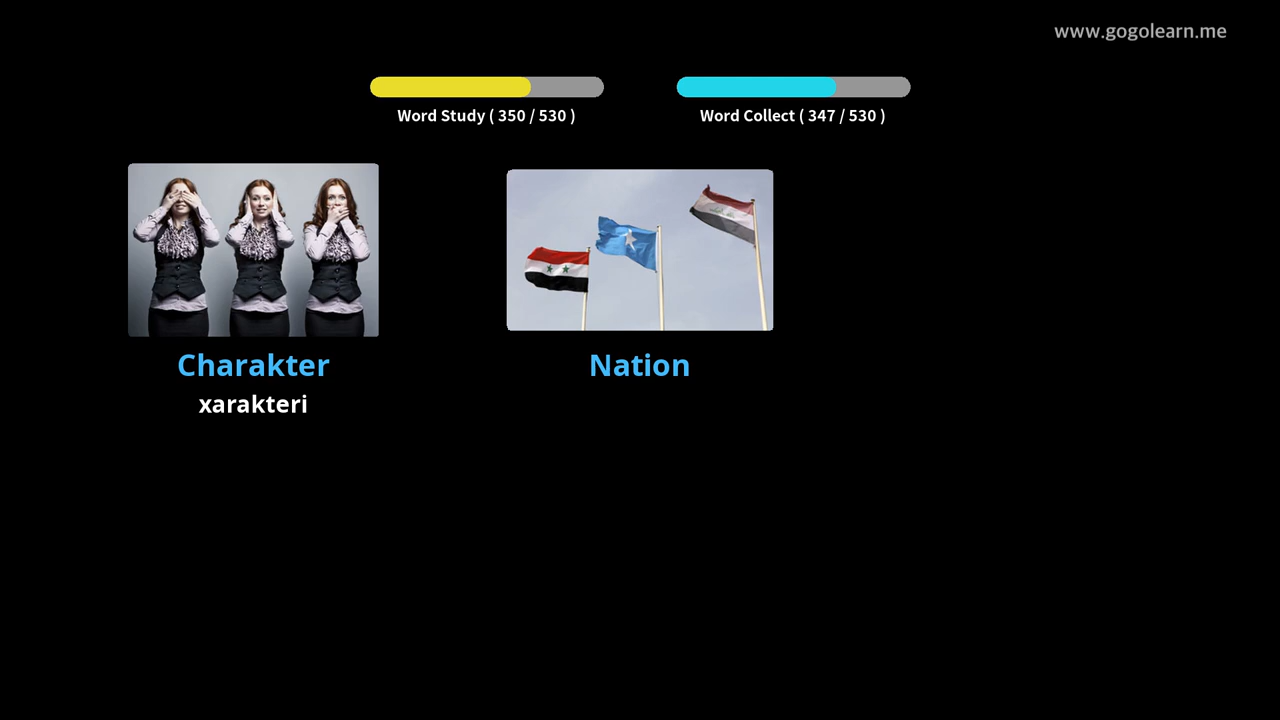 www.gogolearn.me
Word Study ( 350 / 530 )
Word Collect ( 347 / 530 )
Charakter
Nation
xarakteri